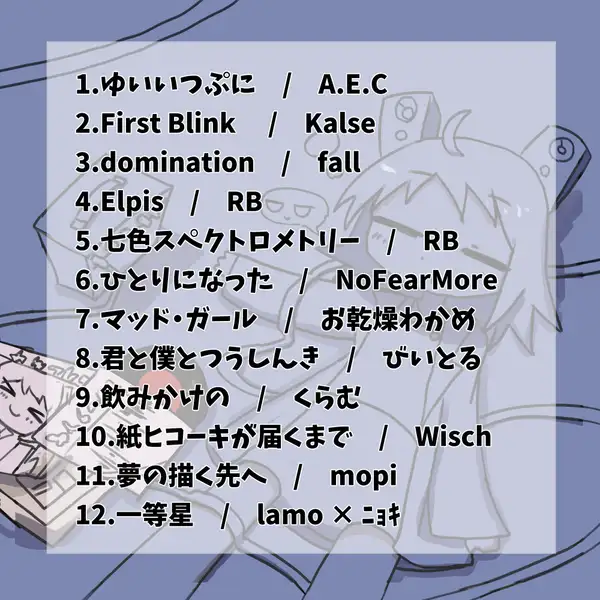 1.ゆいいつぷに / A.E.C
2.First Blink / Kalse
3.domination / fall
4.Elpis / RB
5.七色スペクトロメトリー / RB
6.ひとりになった / NoFearMore
7.マッド・ガール / お乾燥わかめ
8.君と僕とつうしんき / びいとる
9.飲みかけの / くらむ
10.紙ヒコーキが届くまで / Wisch
11.夢の描く先へ / mopi
12.一等星 / lamo × ﾆｮｷ